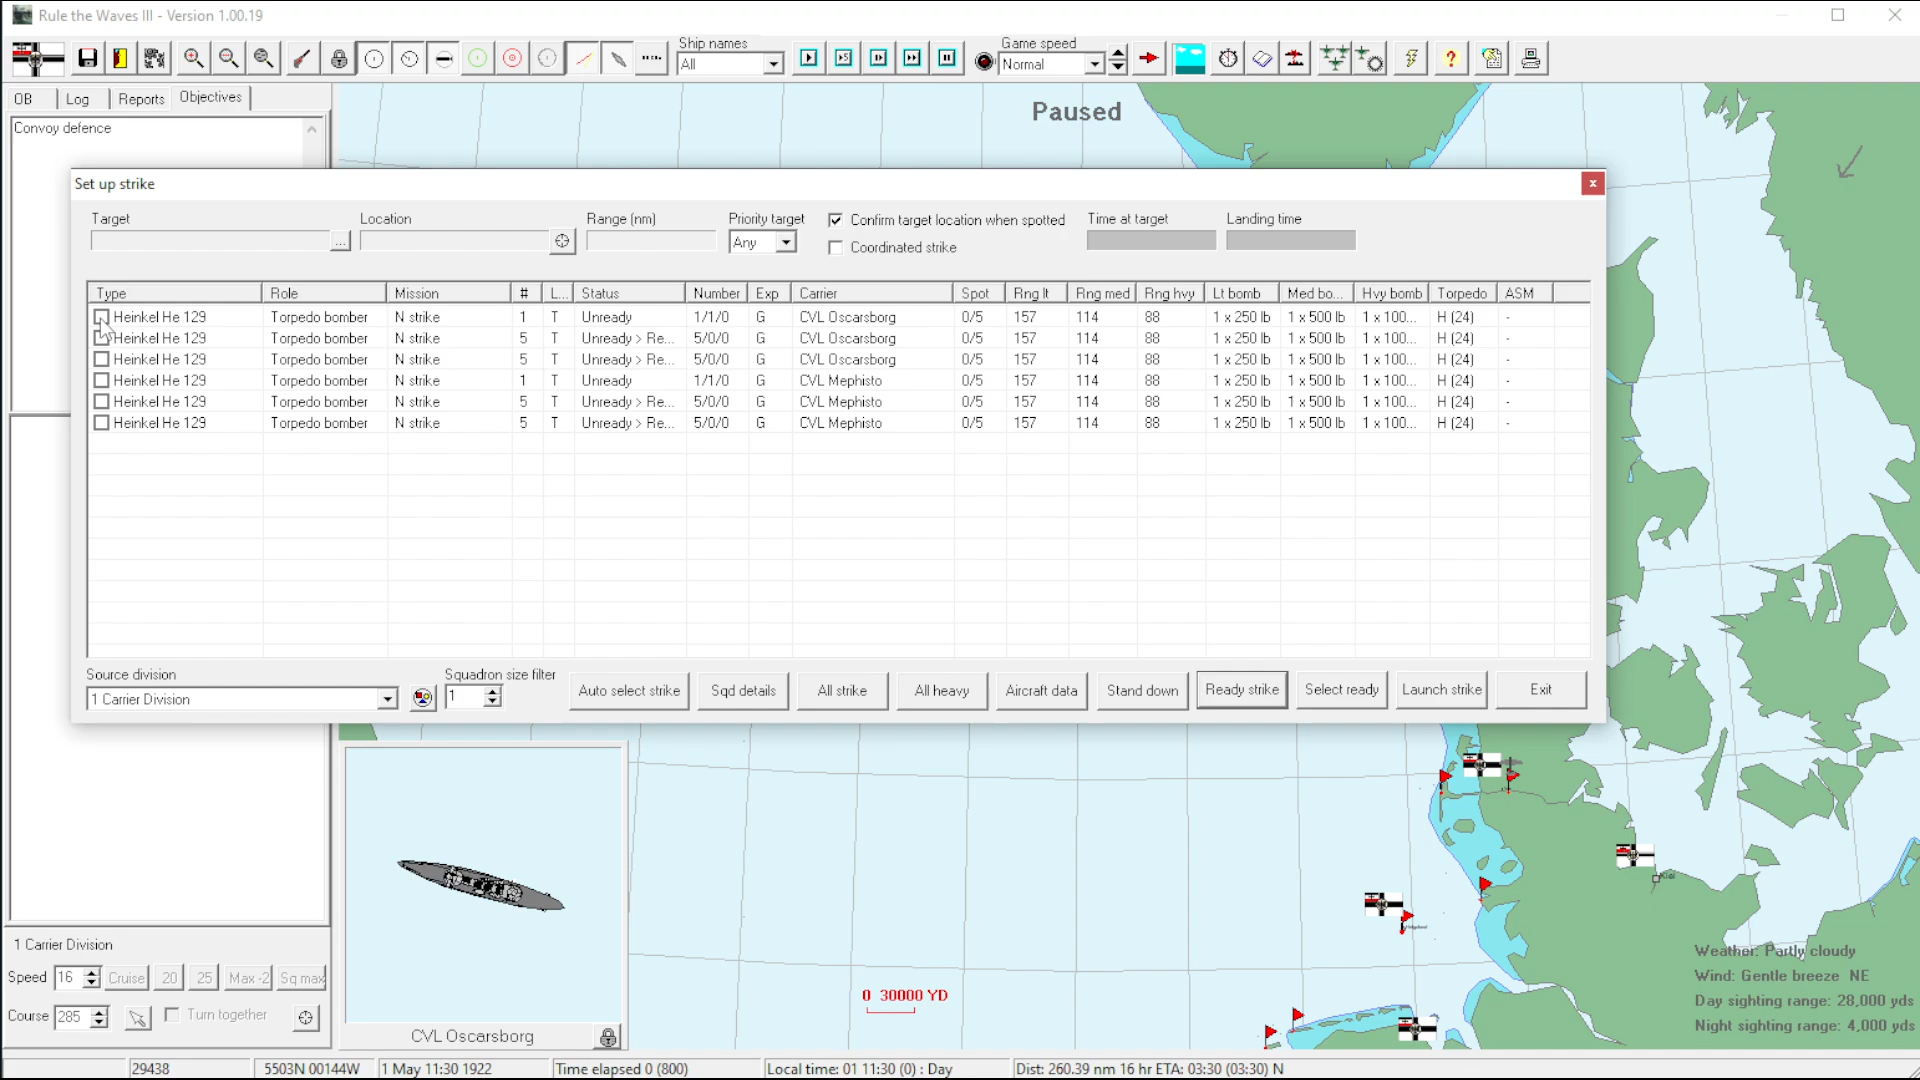 Rule the Waves III - Version 1.00.19
Ship names
All
Game speed
Normal
OB Log Reports Objectives
Convoy defence
Paused
Set up strike x
Target Location Range (nm) Priority target Confirm target location when spotted Time at target Landing time
... Any Coordinated strike
Type Role Mission # L... Status Number Exp Carrier Spot Rng lt Rng med Rng hvy Lt bomb Med bo... Hvy bomb Torpedo ASM
Heinkel He 129 Torpedo bomber N strike 1 T Unready 1/1/0 G CVL Oscarsborg 0/5 157 114 88 1 x 250 lb 1 x 500 lb 1 x 100... H (24) -
Heinkel He 129 Torpedo bomber N strike 5 T Unready > Re... 5/0/0 G CVL Oscarsborg 0/5 157 114 88 1 x 250 lb 1 x 500 lb 1 x 100... H (24) -
Heinkel He 129 Torpedo bomber N strike 5 T Unready > Re... 5/0/0 G CVL Oscarsborg 0/5 157 114 88 1 x 250 lb 1 x 500 lb 1 x 100... H (24) -
Heinkel He 129 Torpedo bomber N strike 1 T Unready 1/1/0 G CVL Mephisto 0/5 157 114 88 1 x 250 lb 1 x 500 lb 1 x 100... H (24) -
Heinkel He 129 Torpedo bomber N strike 5 T Unready > Re... 5/0/0 G CVL Mephisto 0/5 157 114 88 1 x 250 lb 1 x 500 lb 1 x 100... H (24) -
Heinkel He 129 Torpedo bomber N strike 5 T Unready > Re... 5/0/0 G CVL Mephisto 0/5 157 114 88 1 x 250 lb 1 x 500 lb 1 x 100... H (24) -
Source division Squadron size filter
1 Carrier Division 1 Auto select strike Sqd details All strike All heavy Aircraft data Stand down Ready strike Select ready Launch strike Exit
Kiel
1 Carrier Division
Speed 16 Cruise 20 25 Max -2 Sq max
Course 285 Turn together
CVL Oscarsborg
0 30000 YD
Weather: Partly cloudy
Wind: Gentle breeze NE
Day sighting range: 28,000 yds
Night sighting range: 4,000 yds
29438 5503N 00144W 1 May 11:30 1922 Time elapsed 0 (800) Local time: 01 11:30 (0) : Day Dist: 260.39 nm 16 hr ETA: 03:30 (03:30) N